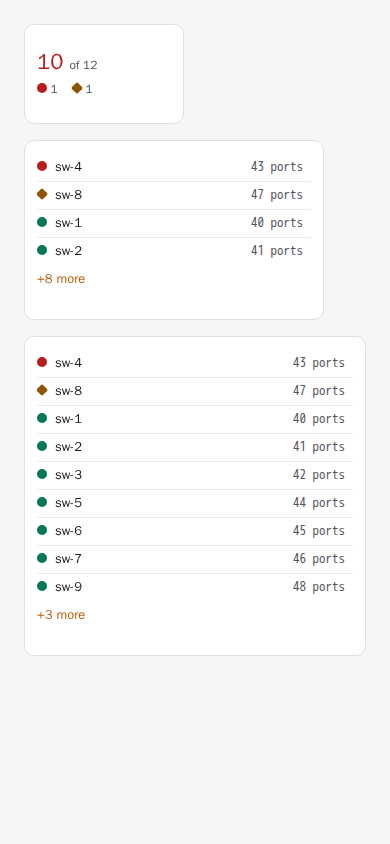 10 of 12
1 1
sw-4 43 ports
sw-8 47 ports
sw-1 40 ports
sw-2 41 ports
+8 more
sw-4 43 ports
sw-8 47 ports
sw-1 40 ports
sw-2 41 ports
sw-3 42 ports
sw-5 44 ports
sw-6 45 ports
sw-7 46 ports
sw-9 48 ports
+3 more